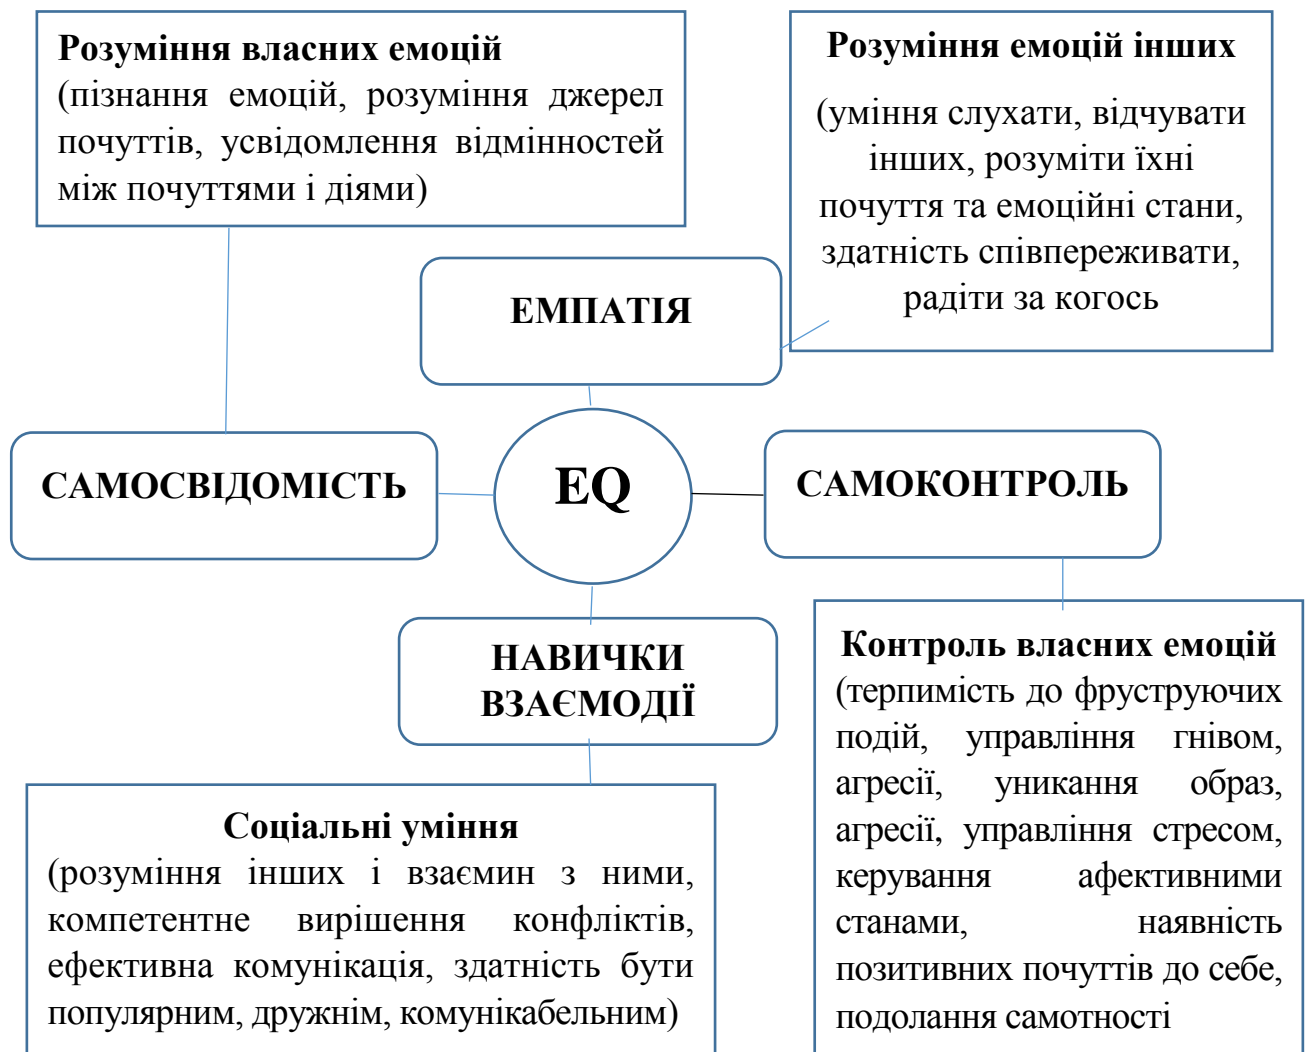 Розуміння власних емоцій
(пізнання емоцій, розуміння джерел
почуттів, усвідомлення відмінностей
між почуттями і діями)
Розуміння емоцій інших
(уміння слухати, відчувати
інших, розуміти їхні
почуття та емоційні стани,
здатність співпереживати,
радіти за когось
ЕМПАТІЯ
САМОСВІДОМІСТЬ
EQ
САМОКОНТРОЛЬ
НАВИЧКИ
ВЗАЄМОДІЇ
Контроль власних емоцій
(терпимість до фруструючих
подій, управління гнівом,
агресії, уникання образ,
агресії, управління стресом,
керування афективними
станами, наявність
позитивних почуттів до себе,
подолання самотності
Соціальні уміння
(розуміння інших і взаємин з ними,
компетентне вирішення конфліктів,
ефективна комунікація, здатність бути
популярним, дружнім, комунікабельним)